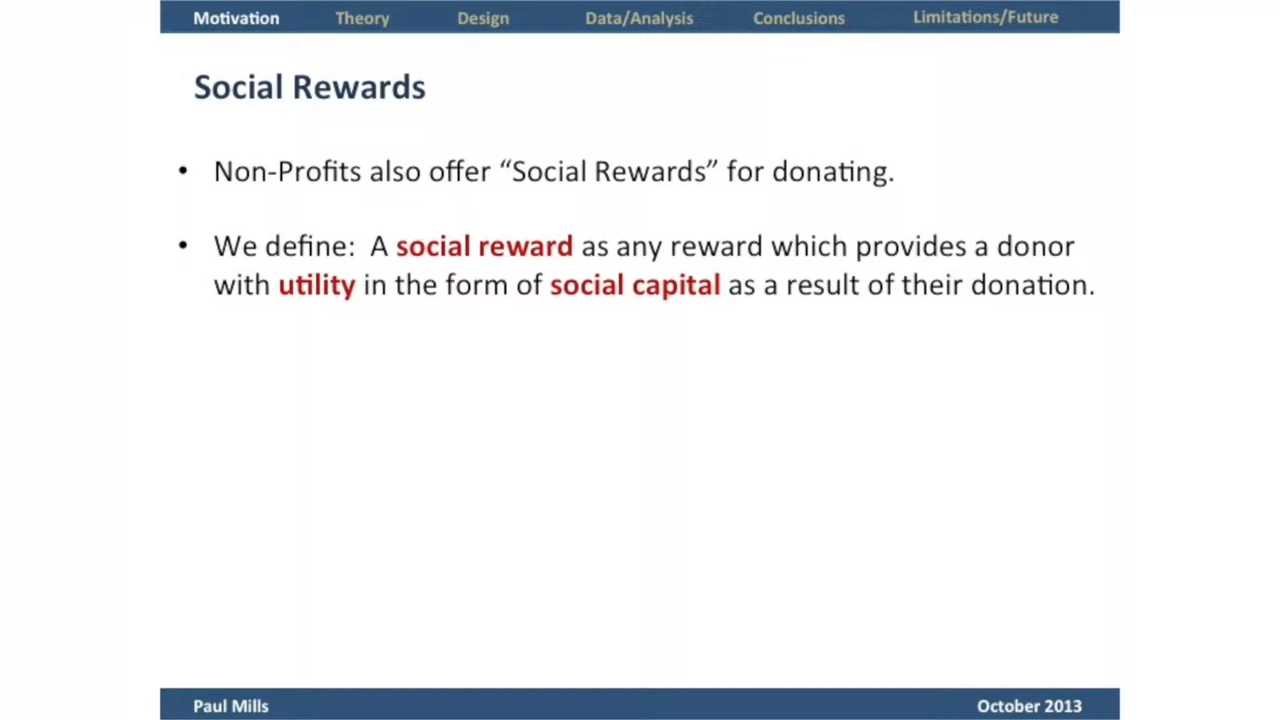 Motivation Theory Design Data/Analysis Conclusions Limitations/Future
Social Rewards
• Non-Profits also offer “Social Rewards” for donating.
• We define:  A social reward as any reward which provides a donor
with utility in the form of social capital as a result of their donation.
Paul Mills October 2013